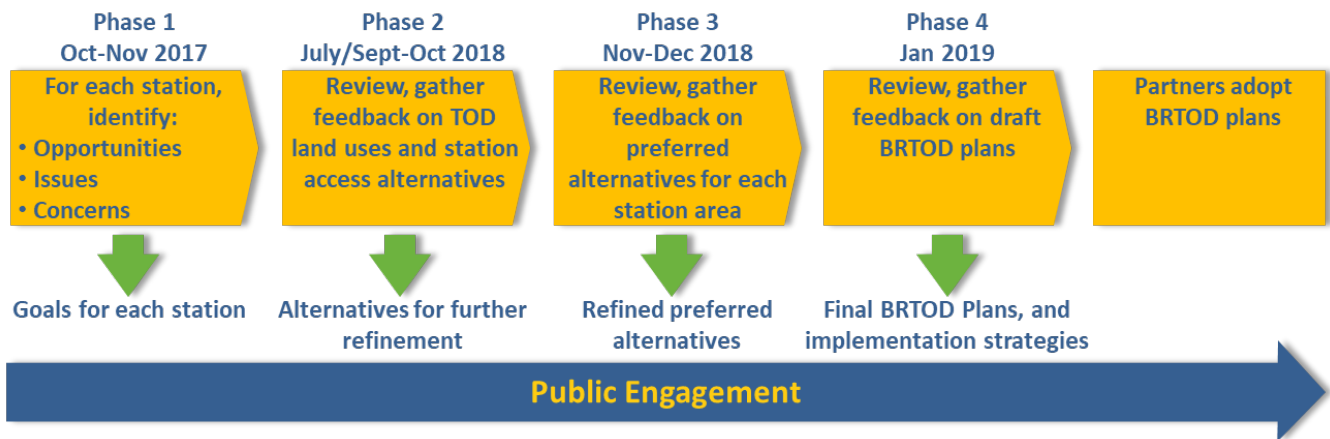 Phase 1
Oct-Nov 2017
For each station,
identify:
• Opportunities
• Issues
• Concerns
Goals for each station
Phase 2
July/Sept-Oct 2018
Review, gather
feedback on TOD
land uses and station
access alternatives
Alternatives for further
refinement
Phase 3
Nov-Dec 2018
Review, gather
feedback on
preferred
alternatives for each
station area
Refined preferred
alternatives
Phase 4
Jan 2019
Review, gather
feedback on draft
BRTOD plans
Final BRTOD Plans, and
implementation strategies
Partners adopt
BRTOD plans
Public Engagement